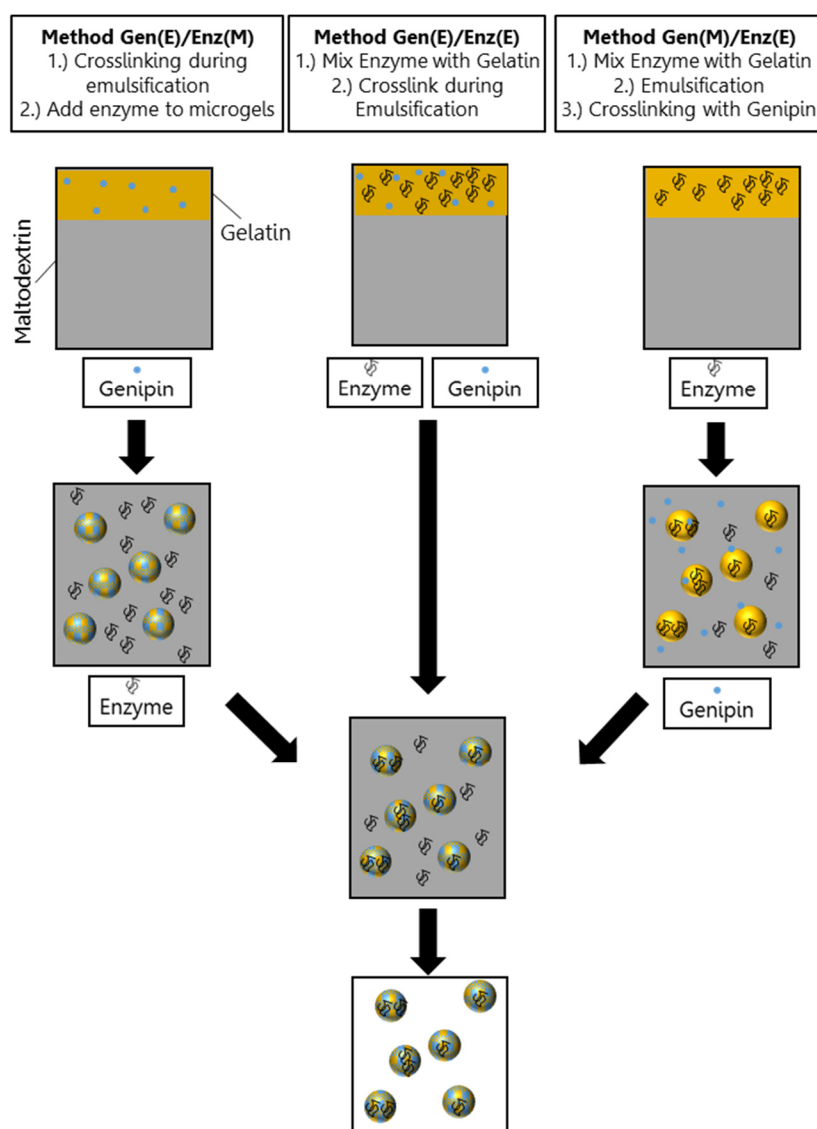 Method Gen(E)/Enz(M)
1.) Crosslinking during
emulsification
2.) Add enzyme to microgels
Method Gen(E)/Enz(E)
1.) Mix Enzyme with Gelatin
2.) Crosslink during
Emulsification
Method Gen(M)/Enz(E)
1.) Mix Enzyme with Gelatin
2.) Emulsification
3.) Crosslinking with Genipin
Gelatin
Maltodextrin
Genipin
Enzyme
Genipin
Enzyme
Enzyme
Genipin